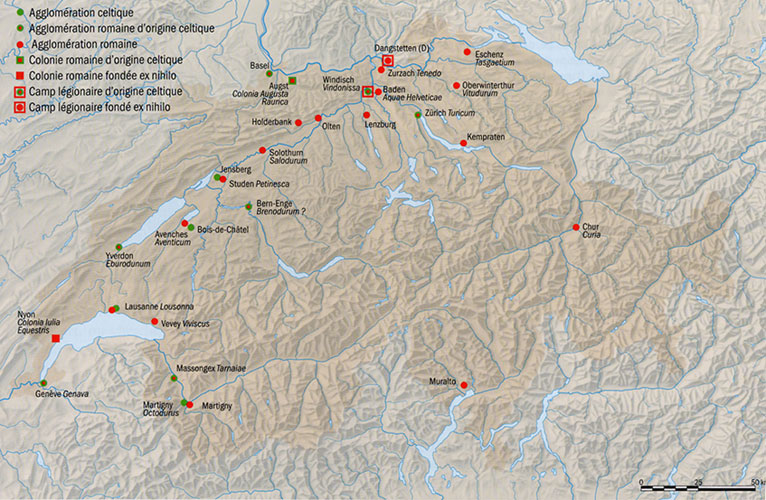 Agglomération celtique
Agglomération romaine d'origine celtique
Agglomération romaine
Colonie romaine d'origine celtique
Colonie romaine fondée ex nihilo
Camp légionaire d'origine celtique
Camp légionaire fondé ex nihilo
Dangstetten (D)
Eschenz
Tasgaetium
Basel
Zurzach Tenedo
Augst
Colonia Augusta
Raurica
Windisch
Vindonissa
Baden
Aquae Helveticae
Oberwinterthur
Vitudurum
Holderbank
Olten
Lenzburg
Zürich Turicum
Kempraten
Solothurn
Salodurum
Jensberg
Studen Petinesca
Bern-Enge
Brenodurum ?
Avenches
Aventicum
Bois-de-Châtel
Chur
Curia
Yverdon
Eburodunum
Lausanne Lousonna
Nyon
Colonia Iulia
Equestris
Vevey Viviscus
Massongex Tarnaiae
Genève Genava
Martigny
Octodurus
Martigny
Muralto
0 25 50 km